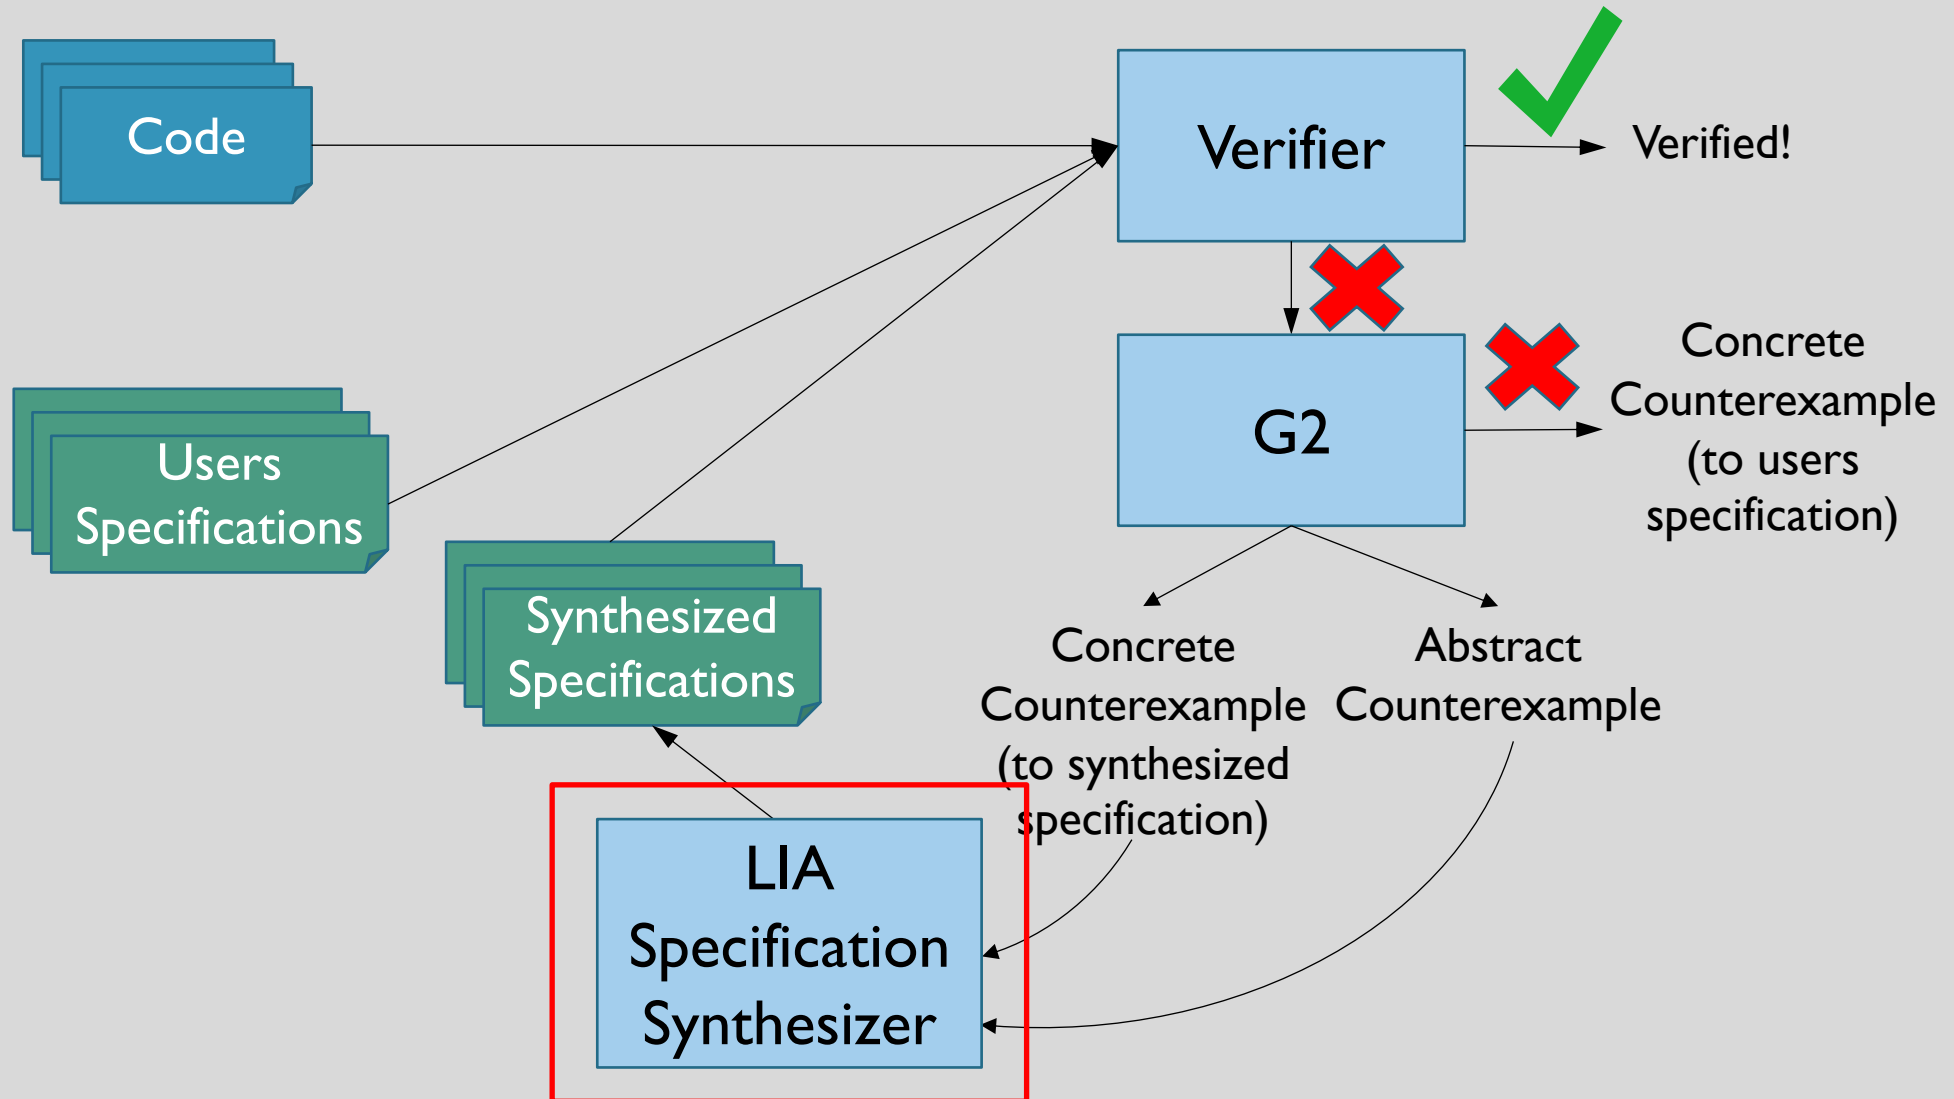 Code
Verifier
Verified!
Users
Specifications
G2
Concrete
Counterexample
(to users
specification)
Synthesized
Specifications
Concrete
Counterexample
(to synthesized
specification)
Abstract
Counterexample
LIA
Specification
Synthesizer